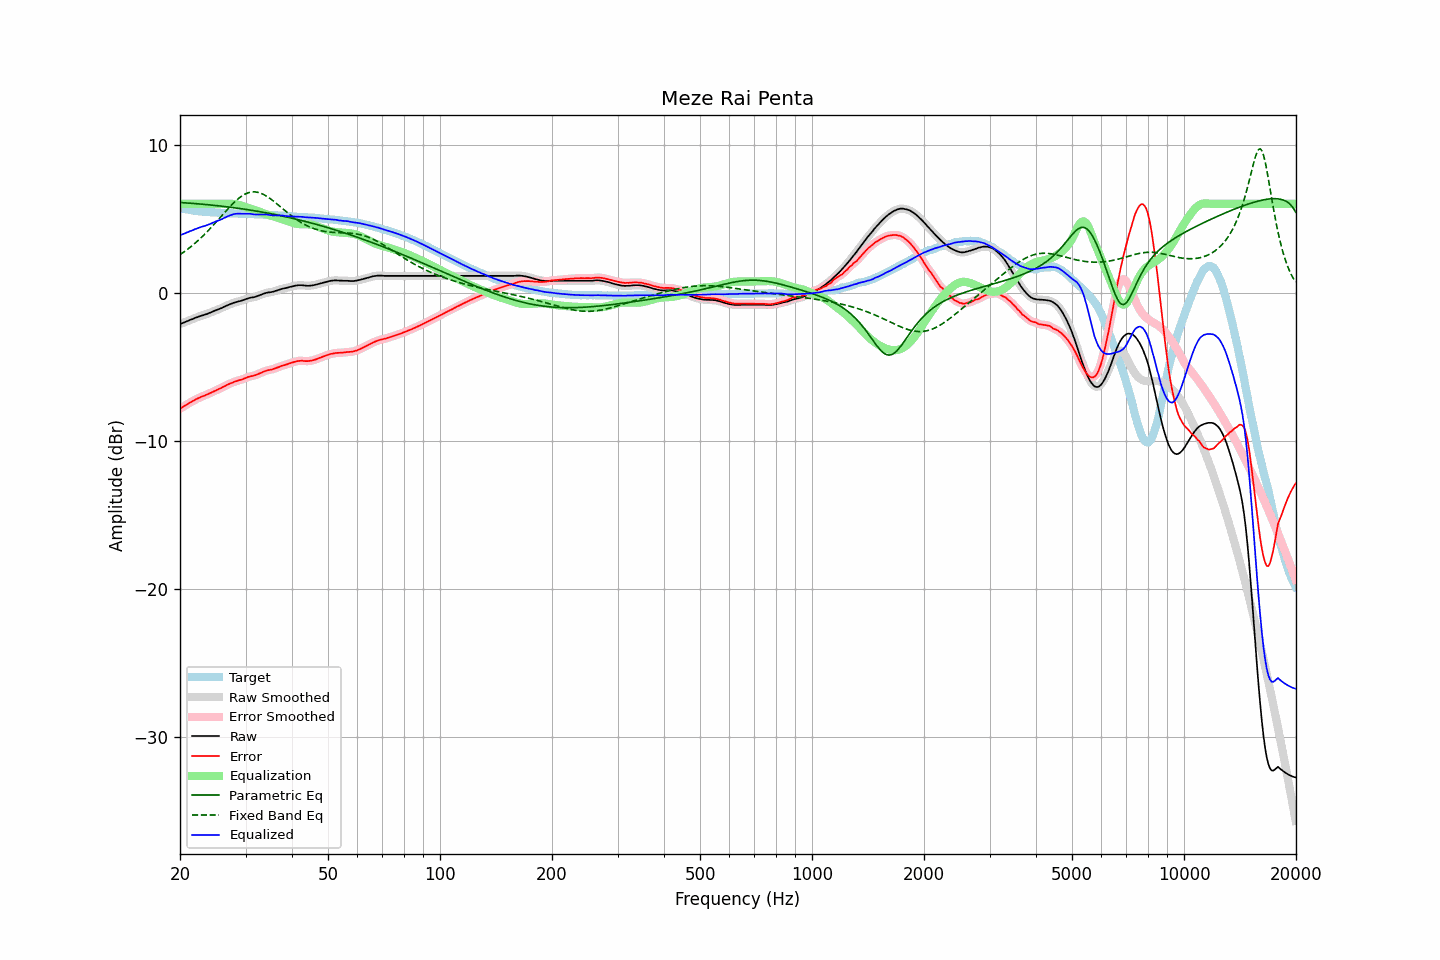 Meze Rai Penta
10
0
−10
−20
−30
Amplitude (dBr)
Target
Raw Smoothed
Error Smoothed
Raw
Error
Equalization
Parametric Eq
Fixed Band Eq
Equalized
20 50 100 200 500 1000 2000 5000 10000 20000
Frequency (Hz)